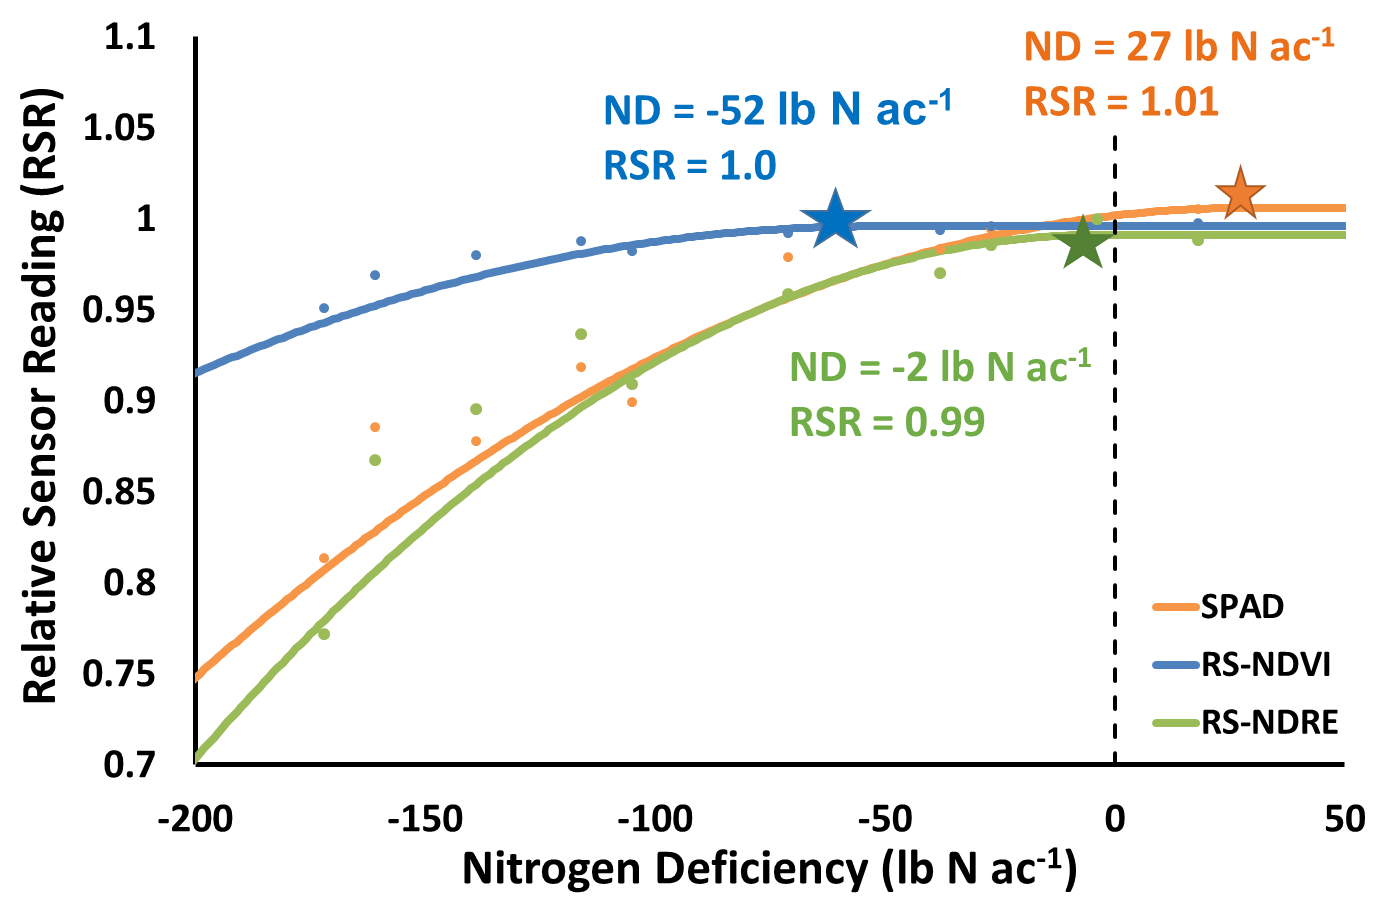 1.1
1.05
1
0.95
0.9
0.85
0.8
0.75
0.7
Relative Sensor Reading (RSR)
ND = -52 lb N ac-1
RSR = 1.0
ND = 27 lb N ac-1
RSR = 1.01
ND = -2 lb N ac-1
RSR = 0.99
SPAD
RS-NDVI
RS-NDRE
-200 -150 -100 -50 0 50
Nitrogen Deficiency (lb N ac-1)